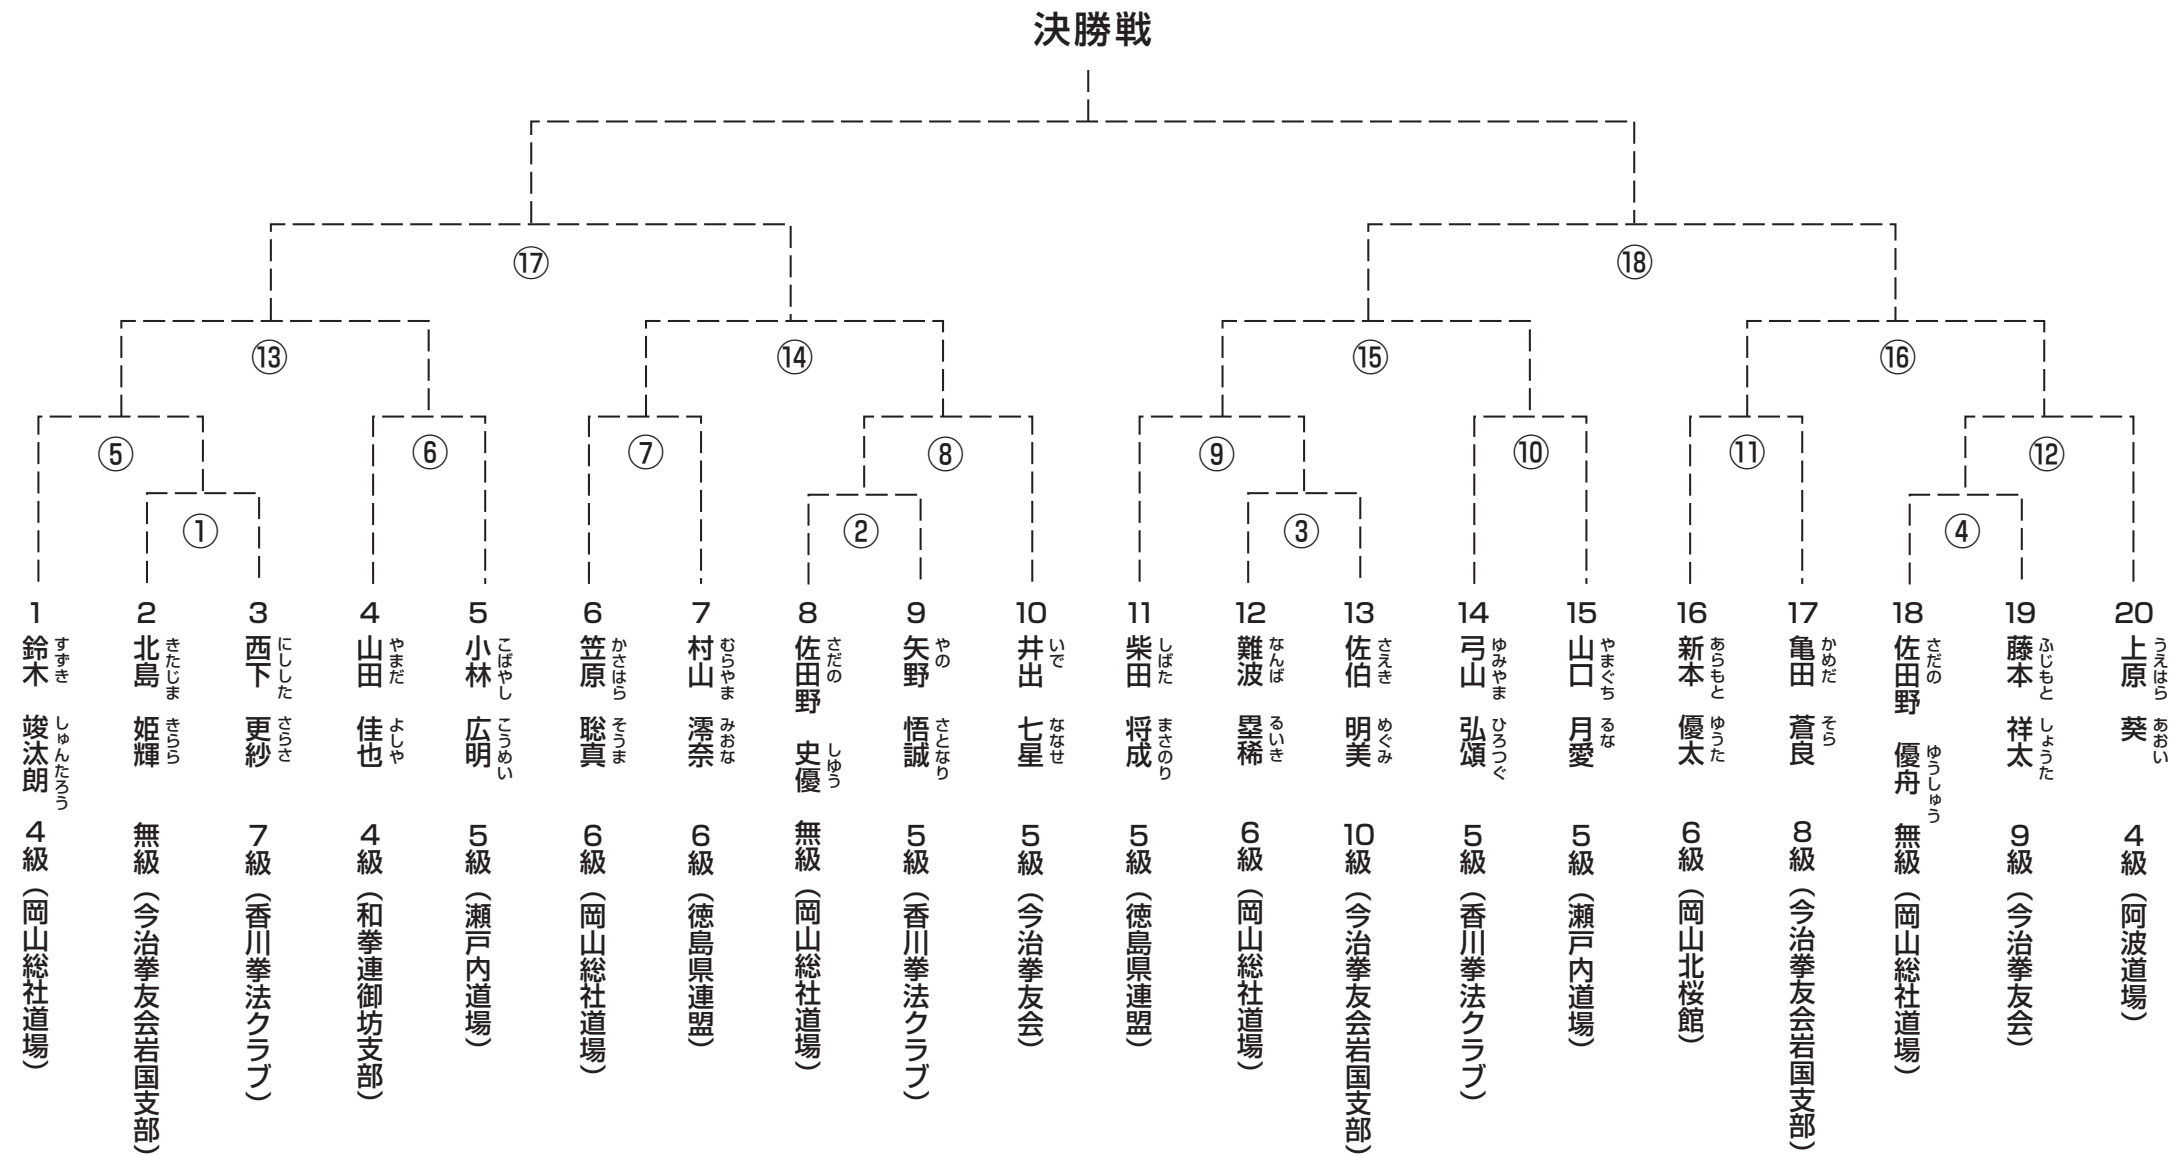 決勝戦
⑰
⑱
⑬
⑭
⑮
⑯
⑤
⑥
⑦
⑧
⑨
⑩
⑪
⑫
①
②
③
④
1 鈴木 竣汰朗 4級(岡山総社道場)
すずき しゅんたろう
2 北島 姫輝 無級(今治拳友会岩国支部)
きたじま きらら
3 西下 更紗 7級(香川拳法クラブ)
にしした さらさ
4 山田 佳也 4級(和拳連御坊支部)
やまだ よしや
5 小林 広明 5級(瀬戸内道場)
こばやし こうめい
6 笠原 聡真 6級(岡山総社道場)
かさはら そうま
7 村山 澪奈 6級(徳島県連盟)
むらやま みおな
8 佐田野 史優 無級(岡山総社道場)
さだの しゆう
9 矢野 悟誠 5級(香川拳法クラブ)
やの さとなり
10 井出 七星 5級(今治拳友会)
いで ななせ
11 柴田 将成 5級(徳島県連盟)
しばた まさのり
12 難波 塁稀 6級(岡山総社道場)
なんば るいき
13 佐伯 明美 10級(今治拳友会岩国支部)
さえき めぐみ
14 弓山 弘頌 5級(香川拳法クラブ)
ゆみやま ひろつぐ
15 山口 月愛 5級(瀬戸内道場)
やまぐち るな
16 新本 優太 6級(岡山北桜館)
あらもと ゆうた
17 亀田 蒼良 8級(今治拳友会岩国支部)
かめだ そら
18 佐田野 優舟 無級(岡山総社道場)
さだの ゆうしゅう
19 藤本 祥太 9級(今治拳友会)
ふじもと しょうた
20 上原 葵 4級(阿波道場)
うえはら あおい